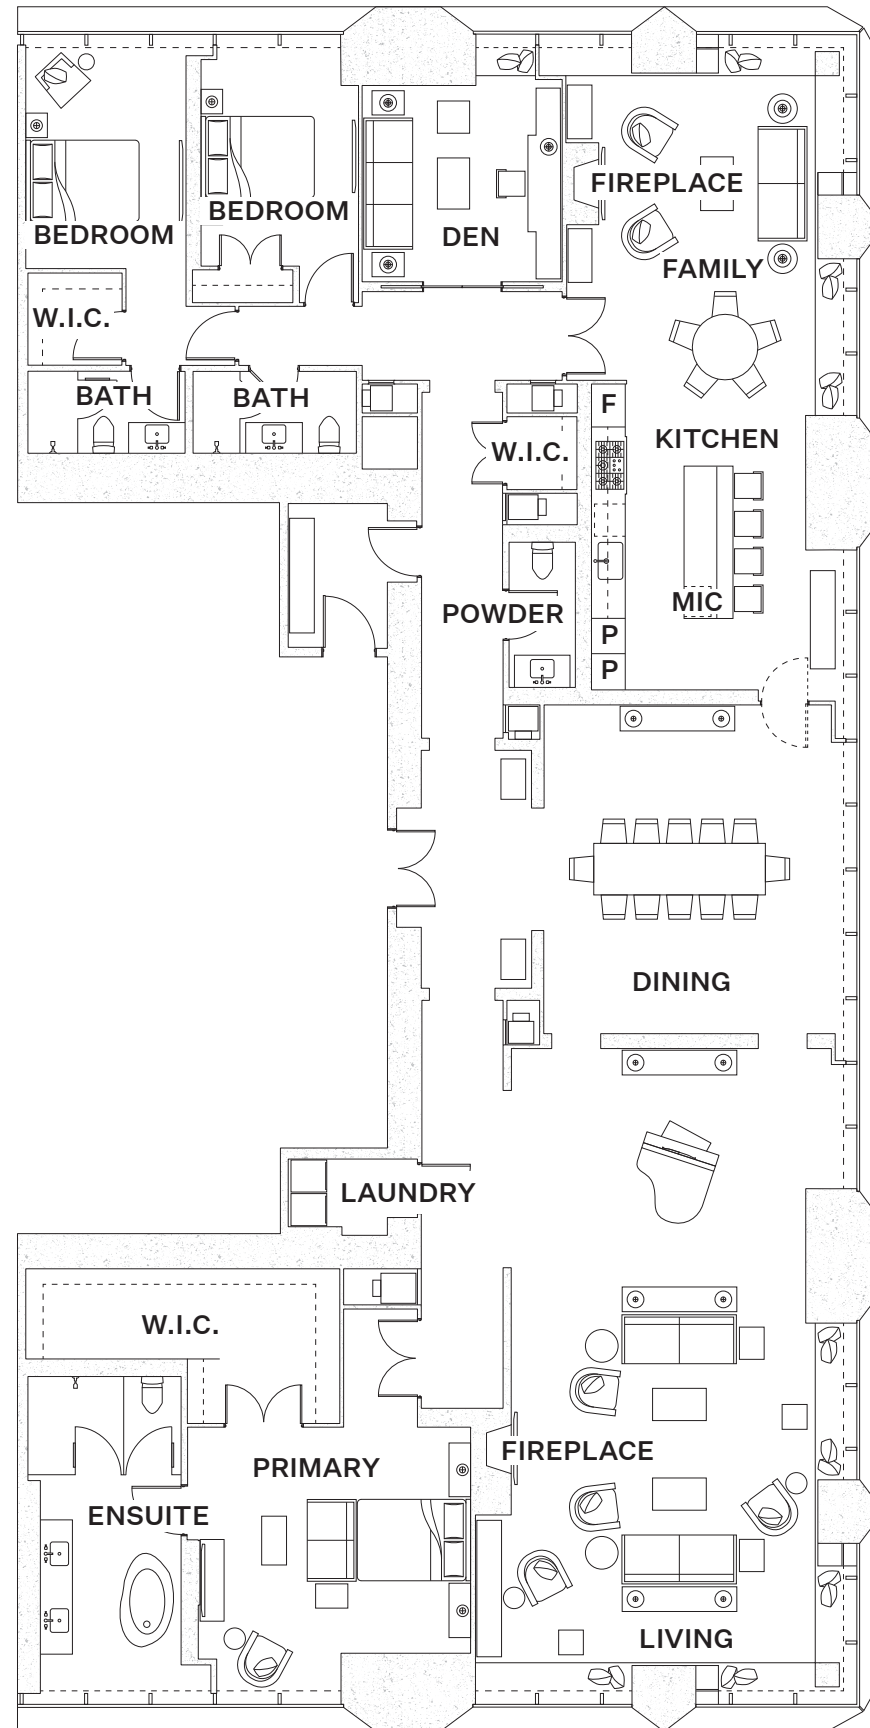 FIREPLACE
BEDROOM
BEDROOM
DEN
FAMILY
W.I.C.
BATH
BATH
F
KITCHEN
W.I.C.
MIC
POWDER
P
P
DINING
LAUNDRY
W.I.C.
FIREPLACE
PRIMARY
ENSUITE
LIVING